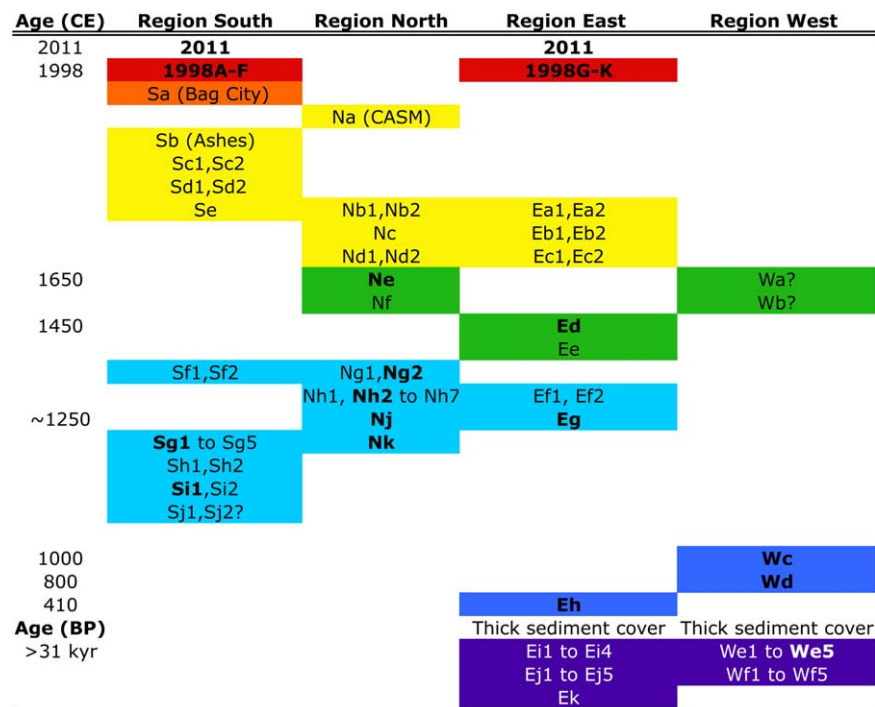 Age (CE) Region South Region North Region East Region West
2011 2011 2011
1998 1998A-F 1998G-K
Sa (Bag City)
Na (CASM)
Sb (Ashes)
Sc1,Sc2
Sd1,Sd2
Se Nb1,Nb2 Ea1,Ea2
Nc Eb1,Eb2
Nd1,Nd2 Ec1,Ec2
1650 Ne Wa?
Nf Wb?
1450 Ed
Ee
Sf1,Sf2 Ng1,Ng2
Nh1, Nh2 to Nh7 Ef1, Ef2
~1250 Nj Eg
Sg1 to Sg5 Nk
Sh1,Sh2
Si1,Si2
Sj1,Sj2?
1000 Wc
800 Wd
410 Eh
Age (BP) Thick sediment cover Thick sediment cover
>31 kyr Ei1 to Ei4 We1 to We5
Ej1 to Ej5 Wf1 to Wf5
Ek